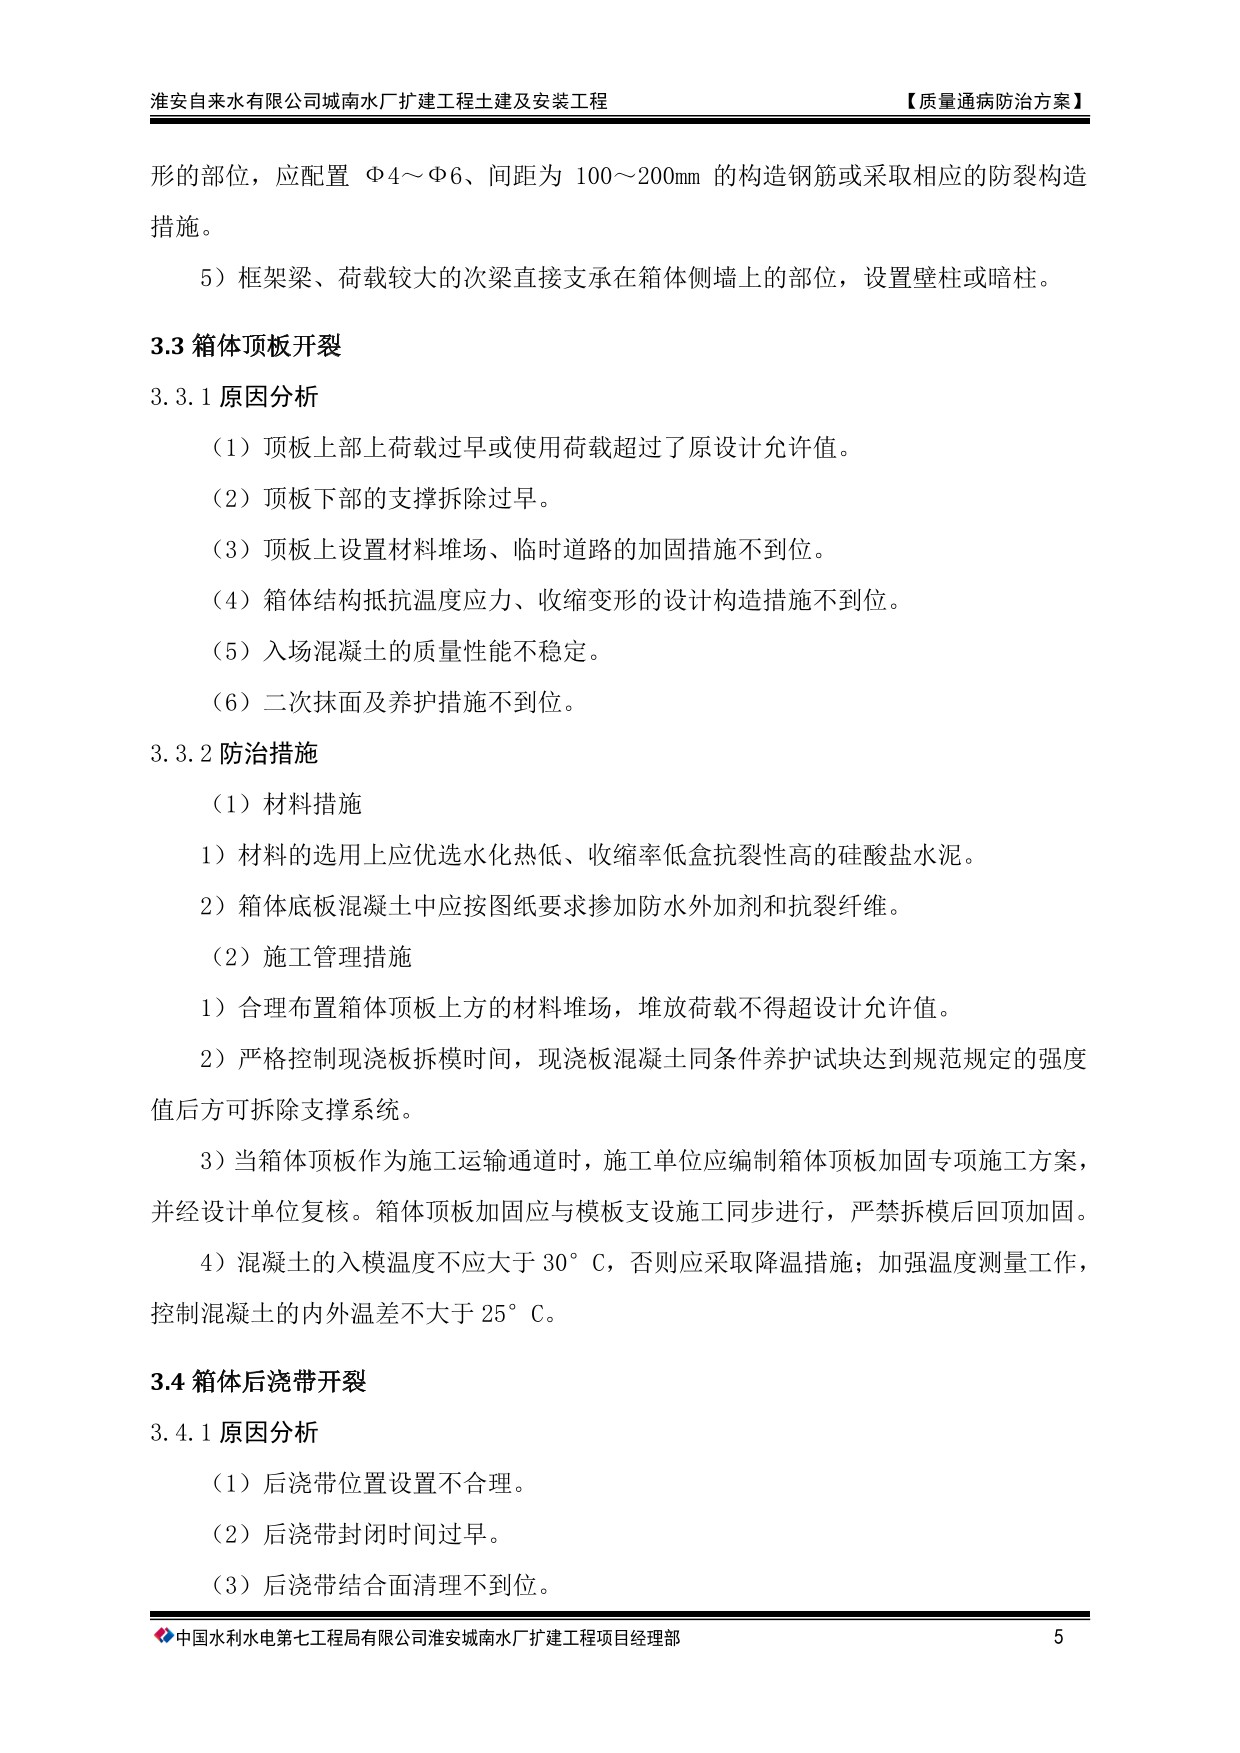 淮安自来水有限公司城南水厂扩建工程土建及安装工程 【质量通病防治方案】
形的部位，应配置 Φ4～Φ6、间距为 100～200mm 的构造钢筋或采取相应的防裂构造
措施。
5）框架梁、荷载较大的次梁直接支承在箱体侧墙上的部位，设置壁柱或暗柱。
3.3 箱体顶板开裂
3.3.1 原因分析
（1）顶板上部上荷载过早或使用荷载超过了原设计允许值。
（2）顶板下部的支撑拆除过早。
（3）顶板上设置材料堆场、临时道路的加固措施不到位。
（4）箱体结构抵抗温度应力、收缩变形的设计构造措施不到位。
（5）入场混凝土的质量性能不稳定。
（6）二次抹面及养护措施不到位。
3.3.2 防治措施
（1）材料措施
1）材料的选用上应优选水化热低、收缩率低盒抗裂性高的硅酸盐水泥。
2）箱体底板混凝土中应按图纸要求掺加防水外加剂和抗裂纤维。
（2）施工管理措施
1）合理布置箱体顶板上方的材料堆场，堆放荷载不得超设计允许值。
2）严格控制现浇板拆模时间，现浇板混凝土同条件养护试块达到规范规定的强度
值后方可拆除支撑系统。
3）当箱体顶板作为施工运输通道时，施工单位应编制箱体顶板加固专项施工方案，
并经设计单位复核。箱体顶板加固应与模板支设施工同步进行，严禁拆模后回顶加固。
4）混凝土的入模温度不应大于 30°C，否则应采取降温措施；加强温度测量工作，
控制混凝土的内外温差不大于 25°C。
3.4 箱体后浇带开裂
3.4.1 原因分析
（1）后浇带位置设置不合理。
（2）后浇带封闭时间过早。
（3）后浇带结合面清理不到位。
中国水利水电第七工程局有限公司淮安城南水厂扩建工程项目经理部 5